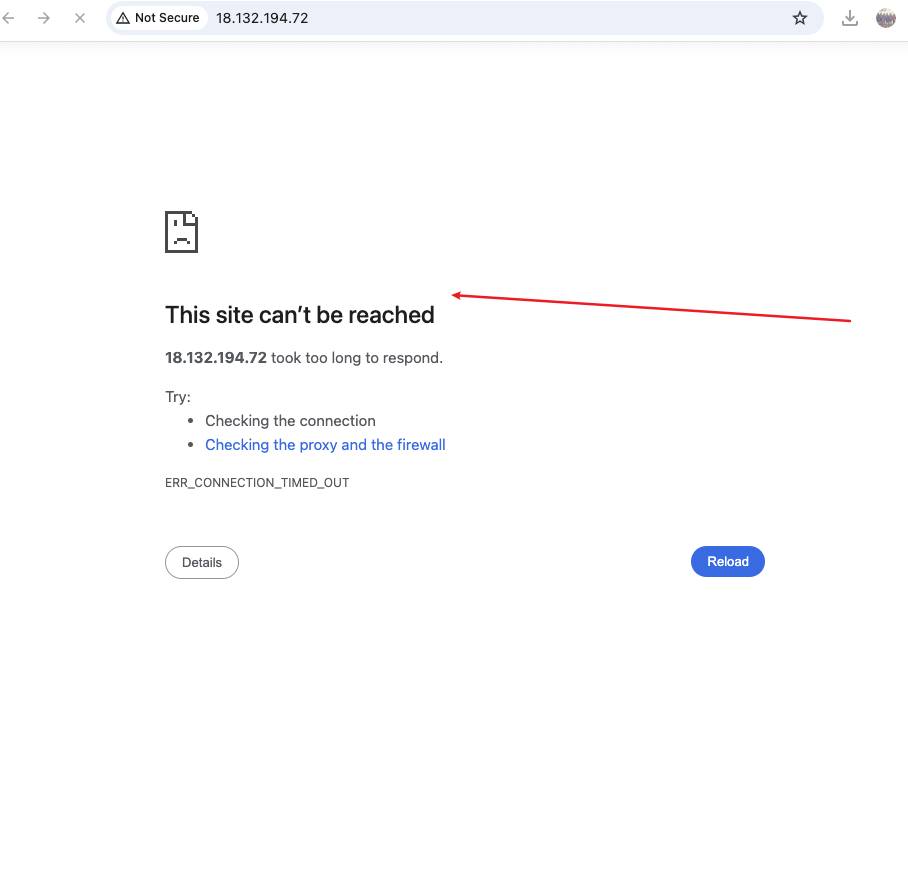 Not Secure 18.132.194.72
This site can’t be reached
18.132.194.72 took too long to respond.
Try:
• Checking the connection
• Checking the proxy and the firewall
ERR_CONNECTION_TIMED_OUT
Details Reload